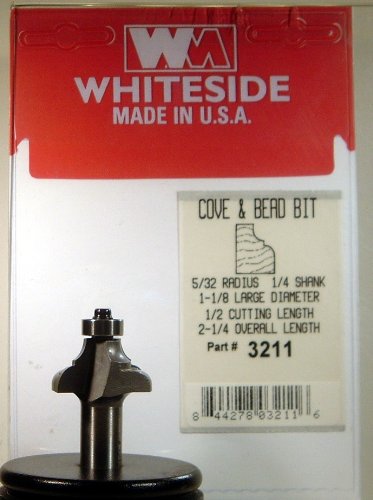 WM
WHITESIDE
MADE IN U.S.A.
COVE & BEAD BIT
5/32 RADIUS 1/4 SHANK
1-1/8 LARGE DIAMETER
1/2 CUTTING LENGTH
2-1/4 OVERALL LENGTH
Part # 3211
8 44278 03211 6